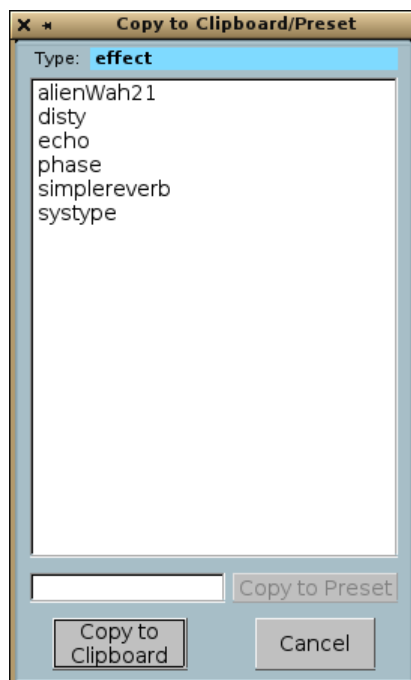 Copy to Clipboard/Preset
Type: effect
alienWah21
disty
echo
phase
simplereverb
systype
Copy to Preset
Copy to
Clipboard
Cancel